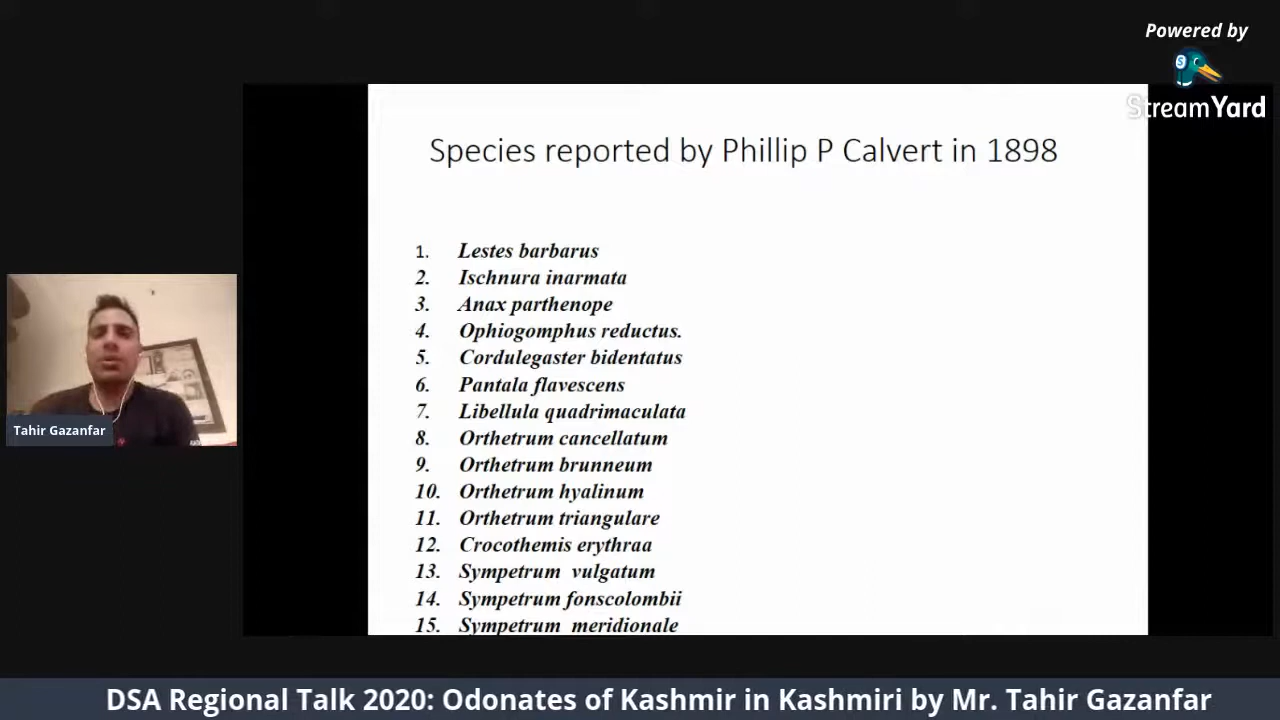 Powered by
StreamYard
Species reported by Phillip P Calvert in 1898
1. Lestes barbarus
2. Ischnura inarmata
3. Anax parthenope
4. Ophiogomphus reductus.
5. Cordulegaster bidentatus
6. Pantala flavescens
7. Libellula quadrimaculata
8. Orthetrum cancellatum
9. Orthetrum brunneum
10. Orthetrum hyalinum
11. Orthetrum triangulare
12. Crocothemis erythraa
13. Sympetrum vulgatum
14. Sympetrum fonscolombii
15. Sympetrum meridionale
Tahir Gazanfar
DSA Regional Talk 2020: Odonates of Kashmir in Kashmiri by Mr. Tahir Gazanfar